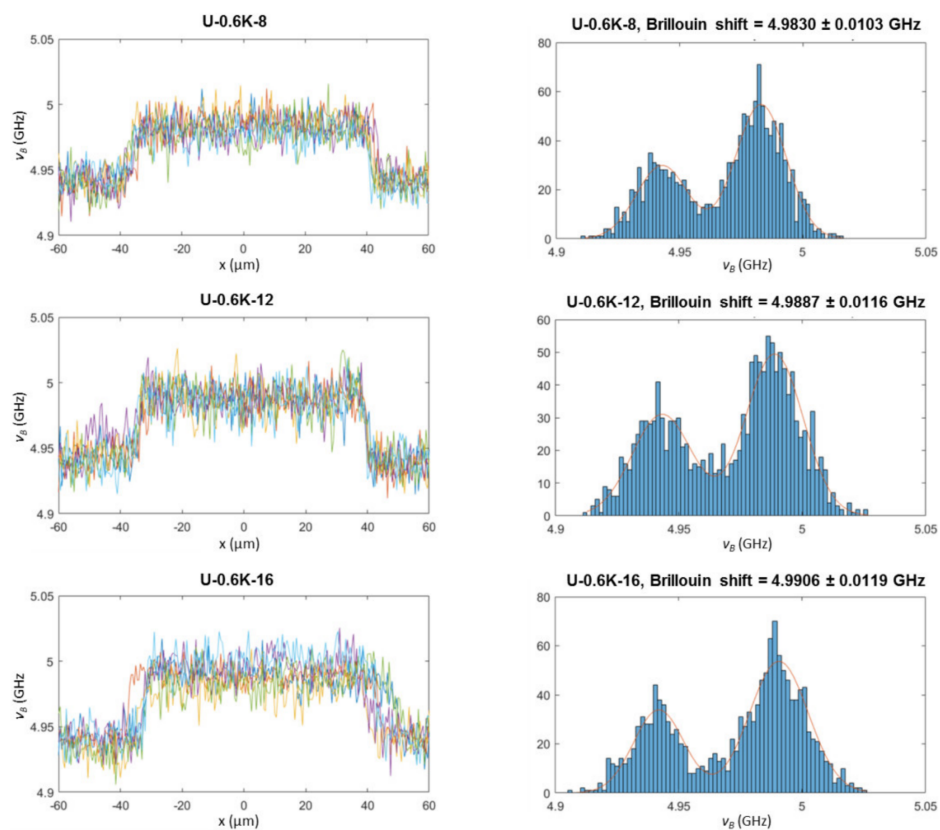 U-0.6K-8
5.05
5
4.95
4.9
-60 -40 -20 0 20 40 60
x (μm)
ν_B (GHz)
U-0.6K-8, Brillouin shift = 4.9830 ± 0.0103 GHz
80
60
40
20
0
4.9 4.95 5 5.05
ν_B (GHz)
U-0.6K-12
5.05
5
4.95
4.9
-60 -40 -20 0 20 40 60
x (μm)
ν_B (GHz)
U-0.6K-12, Brillouin shift = 4.9887 ± 0.0116 GHz
60
50
40
30
20
10
0
4.9 4.95 5 5.05
ν_B (GHz)
U-0.6K-16
5.05
5
4.95
4.9
-60 -40 -20 0 20 40 60
x (μm)
ν_B (GHz)
U-0.6K-16, Brillouin shift = 4.9906 ± 0.0119 GHz
80
60
40
20
0
4.9 4.95 5 5.05
ν_B (GHz)